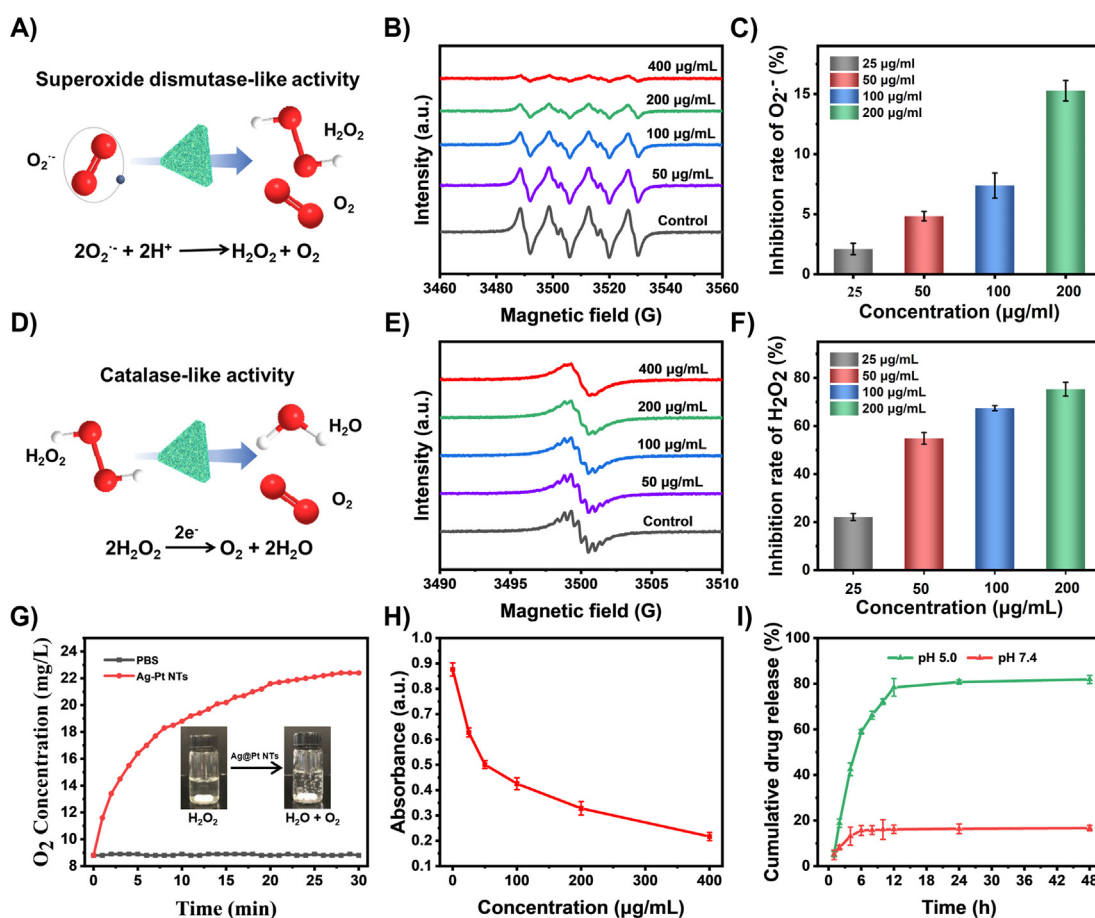 A)
Superoxide dismutase-like activity
O₂·⁻
H₂O₂
O₂
2O₂·⁻ + 2H⁺ → H₂O₂ + O₂
B)
Intensity (a.u.)
400 μg/mL
200 μg/mL
100 μg/mL
50 μg/mL
Control
3460 3480 3500 3520 3540 3560
Magnetic field (G)
C)
Inhibition rate of O₂·⁻ (%)
25 μg/ml
50 μg/ml
100 μg/ml
200 μg/ml
15
10
5
0
25 50 100 200
Concentration (μg/ml)
D)
Catalase-like activity
H₂O₂
H₂O
O₂
2e⁻
2H₂O₂ → O₂ + 2H₂O
E)
Intensity (a.u.)
400 μg/mL
200 μg/mL
100 μg/mL
50 μg/mL
Control
3490 3495 3500 3505 3510
Magnetic field (G)
F)
Inhibition rate of H₂O₂ (%)
25 μg/mL
50 μg/mL
100 μg/mL
200 μg/mL
80
60
40
20
0
25 50 100 200
Concentration (μg/mL)
G)
O₂ Concentration (mg/L)
PBS
Ag-Pt NTs
24
22
20
18
16
14
12
10
8
Ag@Pt NTs
H₂O₂
H₂O + O₂
0 5 10 15 20 25 30
Time (min)
H)
Absorbance (a.u.)
1.0
0.9
0.8
0.7
0.6
0.5
0.4
0.3
0.2
0.1
0 100 200 300 400
Concentration (μg/mL)
I)
Cumulative drug release (%)
pH 5.0
pH 7.4
100
80
60
40
20
0
0 6 12 18 24 30 36 42 48
Time (h)